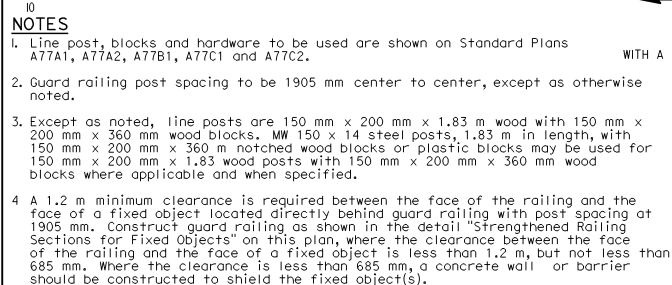 10
NOTES
1. Line post, blocks and hardware to be used are shown on Standard Plans
A77A1, A77A2, A77B1, A77C1 and A77C2.
WITH A
2. Guard railing post spacing to be 1905 mm center to center, except as otherwise
noted.
3. Except as noted, line posts are 150 mm x 200 mm x 1.83 m wood with 150 mm x
200 mm x 360 mm wood blocks. MW 150 x 14 steel posts, 1.83 m in length, with
150 mm x 200 mm x 360 m notched wood blocks or plastic blocks may be used for
150 mm x 200 mm x 1.83 wood posts with 150 mm x 200 mm x 360 mm wood
blocks where applicable and when specified.
4 A 1.2 m minimum clearance is required between the face of the railing and the
face of a fixed object located directly behind guard railing with post spacing at
1905 mm. Construct guard railing as shown in the detail "Strengthened Railing
Sections for Fixed Objects" on this plan, where the clearance between the face
of the railing and the face of a fixed object is less than 1.2 m, but not less than
685 mm. Where the clearance is less than 685 mm, a concrete wall or barrier
should be constructed to shield the fixed object(s).